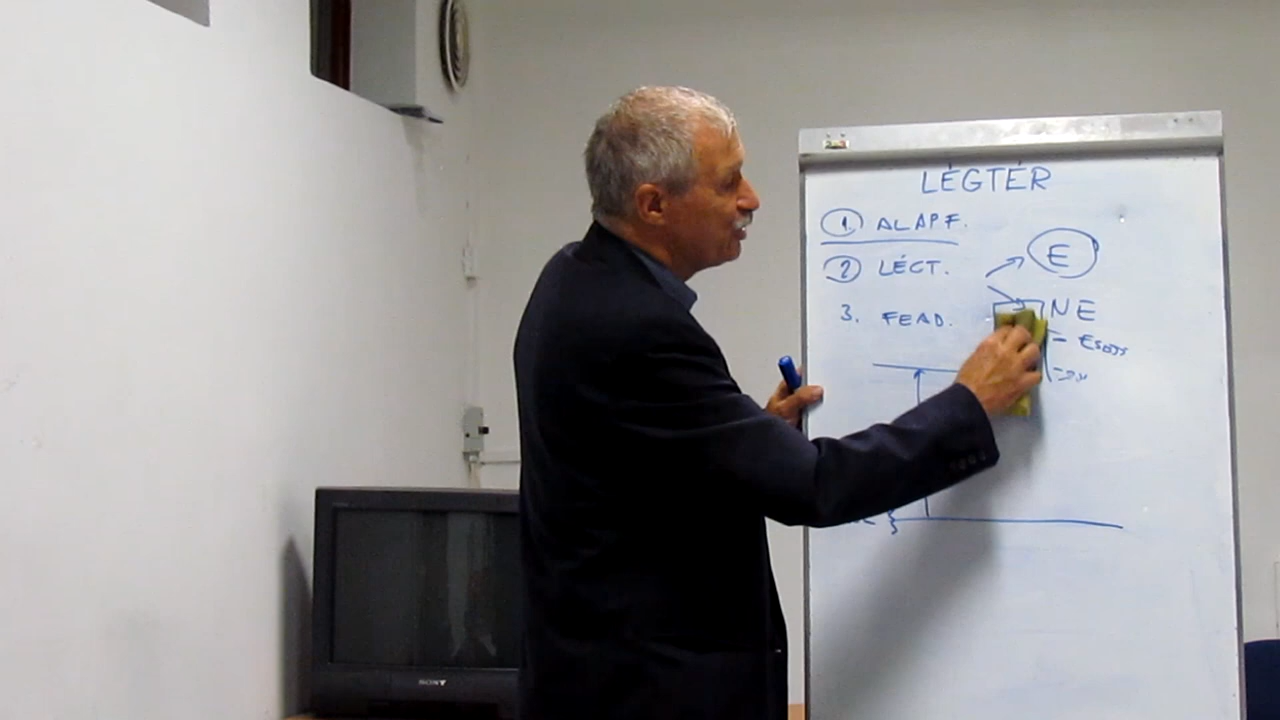 LÉGTÉR
1. ALAPF.
2 LÉGT.
E
3. FEAD.
NE
SONY